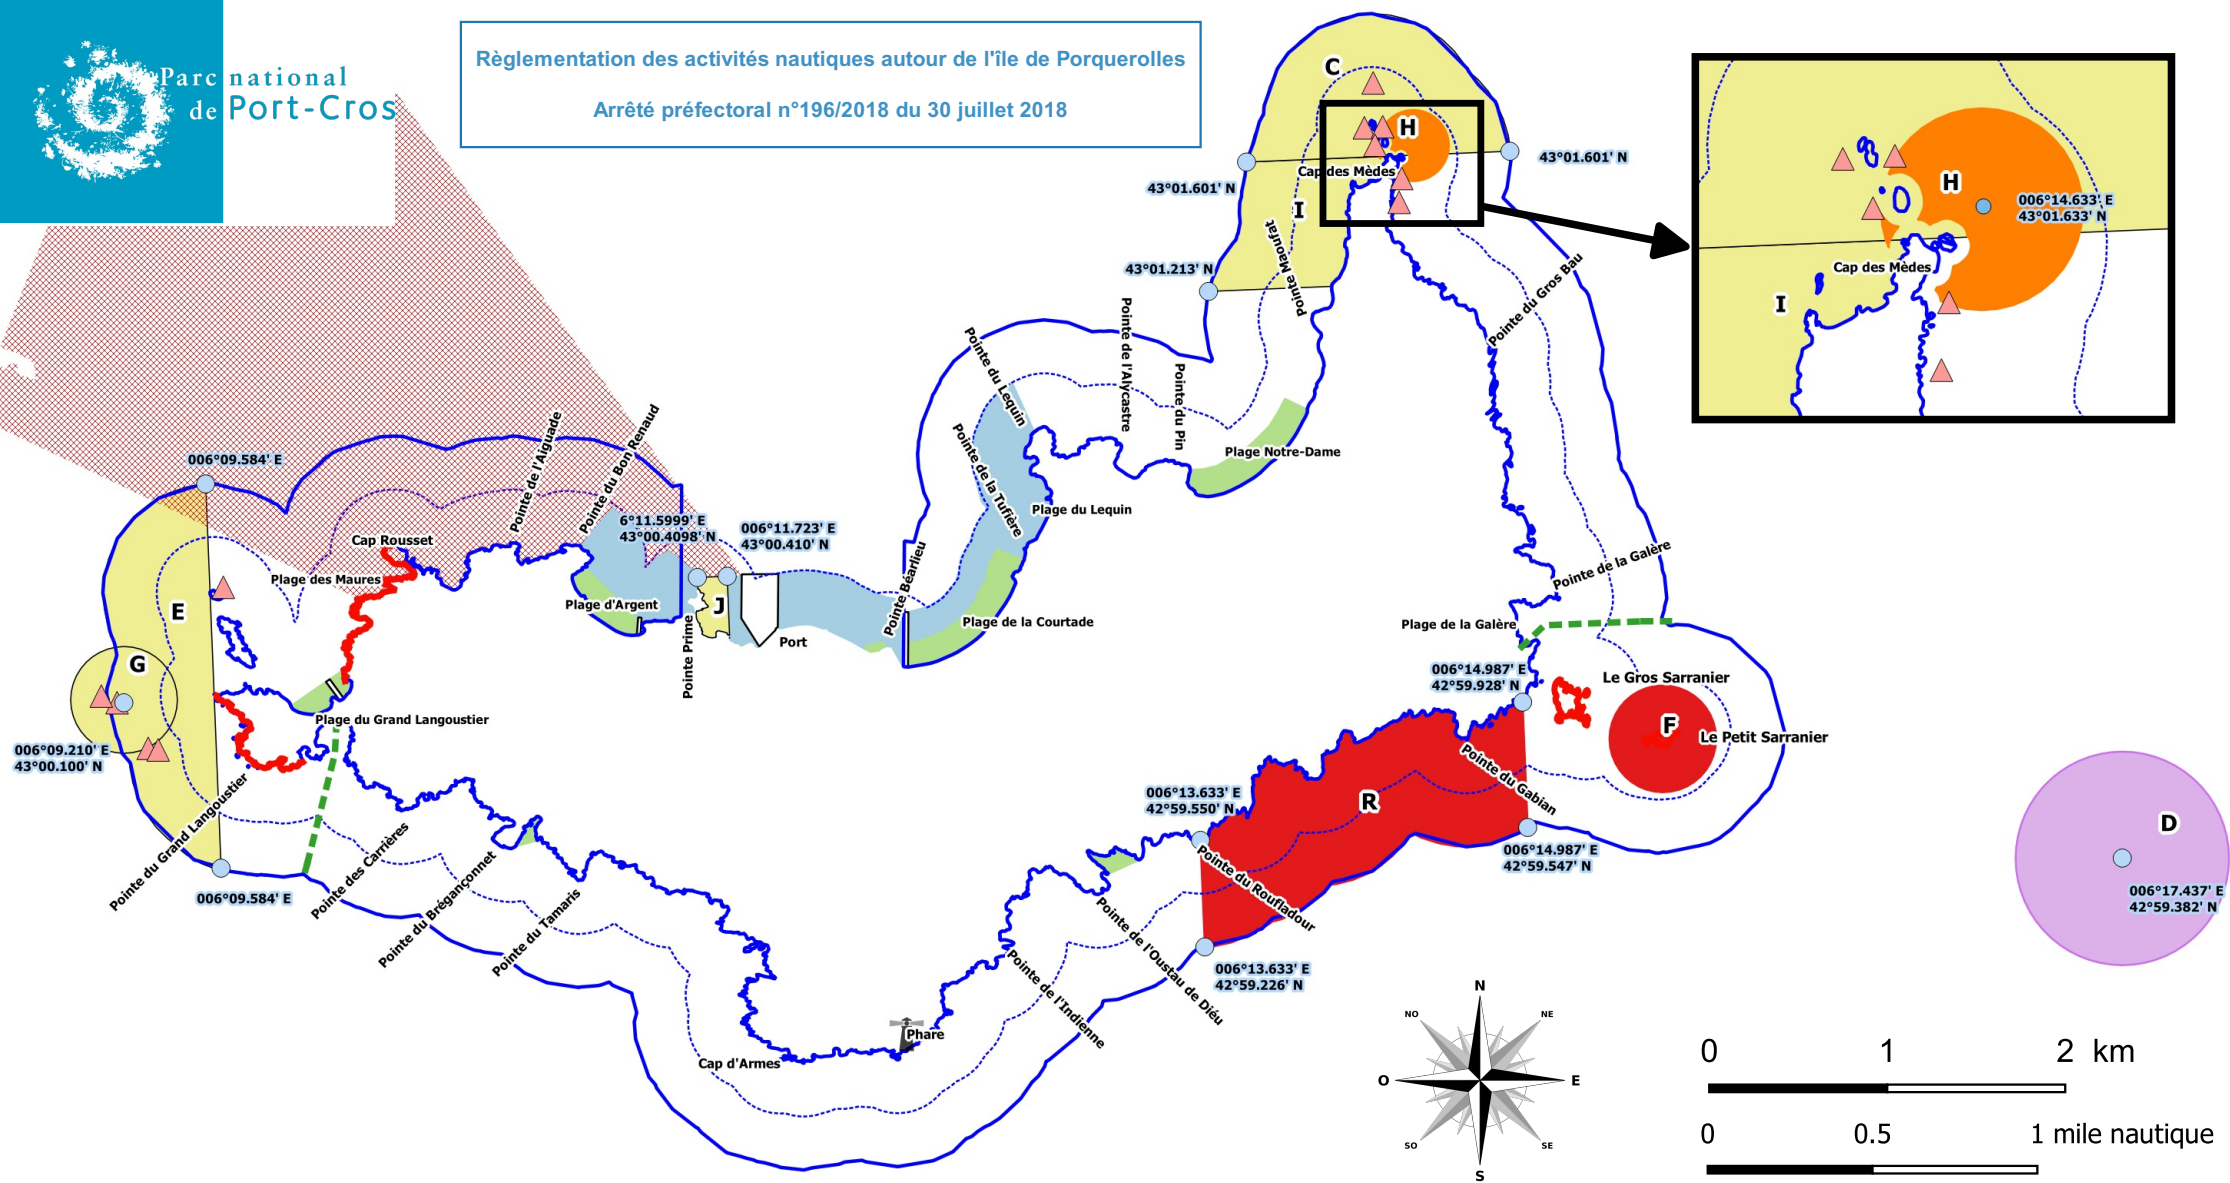 Parc national
de Port-Cros
Règlementation des activités nautiques autour de l'île de Porquerolles
Arrêté préfectoral n°196/2018 du 30 juillet 2018
C
H
43°01.601' N
43°01.601' N
Cap des Mèdes
I
Pointe Maoufat
43°01.213' N
H
006°14.633' E
43°01.633' N
Cap des Mèdes
I
Pointe du Gros Bau
Pointe de l'Alycastre
Pointe du Lequin
Pointe du Pin
Pointe de la Tufière
Plage Notre-Dame
Plage du Lequin
Pointe de l'Aiguade
Pointe du Bon Renaud
006°09.584' E
6°11.5999' E
43°00.4098' N
006°11.723' E
43°00.410' N
Cap Rousset
Plage des Maures
Plage d'Argent
E
J
Pointe Prime
Port
Pointe Béarlieu
Plage de la Courtade
Pointe de la Galère
Plage de la Galère
G
006°14.987' E
42°59.928' N
Le Gros Sarranier
F
Le Petit Sarranier
Plage du Grand Langoustier
006°09.210' E
43°00.100' N
Pointe du Grand Langoustier
006°09.584' E
Pointe des Carrières
Pointe du Brégançonnet
Pointe du Tamaris
006°13.633' E
42°59.550' N
R
Pointe du Gabian
006°14.987' E
42°59.547' N
Pointe du Roufladour
D
006°17.437' E
42°59.382' N
Pointe de l'Oustau de Diéu
006°13.633' E
42°59.226' N
Pointe de l'Indienne
Phare
Cap d'Armes
N
NO
NE
O
E
SO
SE
S
0 1 2 km
0 0.5 1 mile nautique